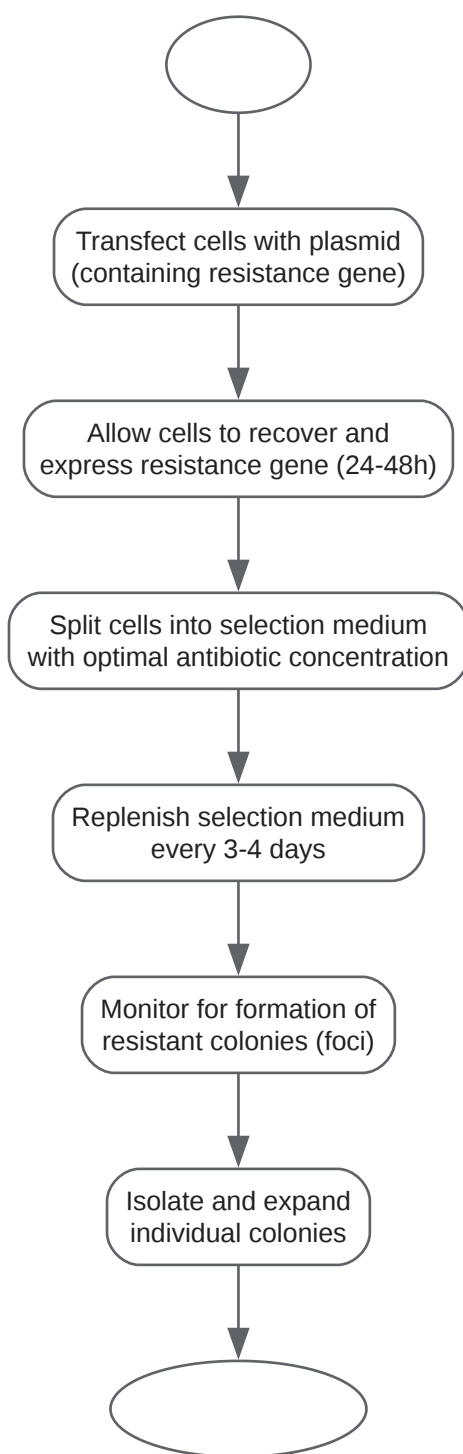 Transfect cells with plasmid
(containing resistance gene)
Allow cells to recover and
express resistance gene (24-48h)
Split cells into selection medium
with optimal antibiotic concentration
Replenish selection medium
every 3-4 days
Monitor for formation of
resistant colonies (foci)
Isolate and expand
individual colonies